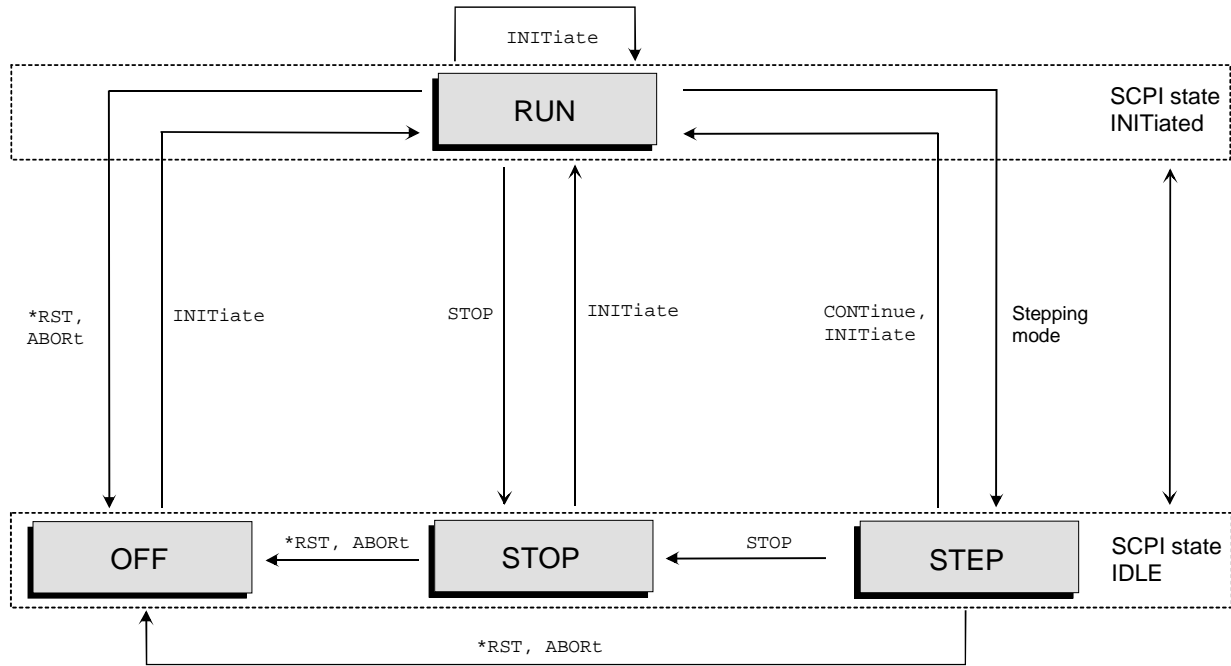 INITiate
RUN
SCPI state
INITiated
*RST,
ABORt
INITiate
STOP
INITiate
CONTinue,
INITiate
Stepping
mode
OFF
*RST, ABORt
STOP
STOP
STEP
SCPI state
IDLE
*RST, ABORt